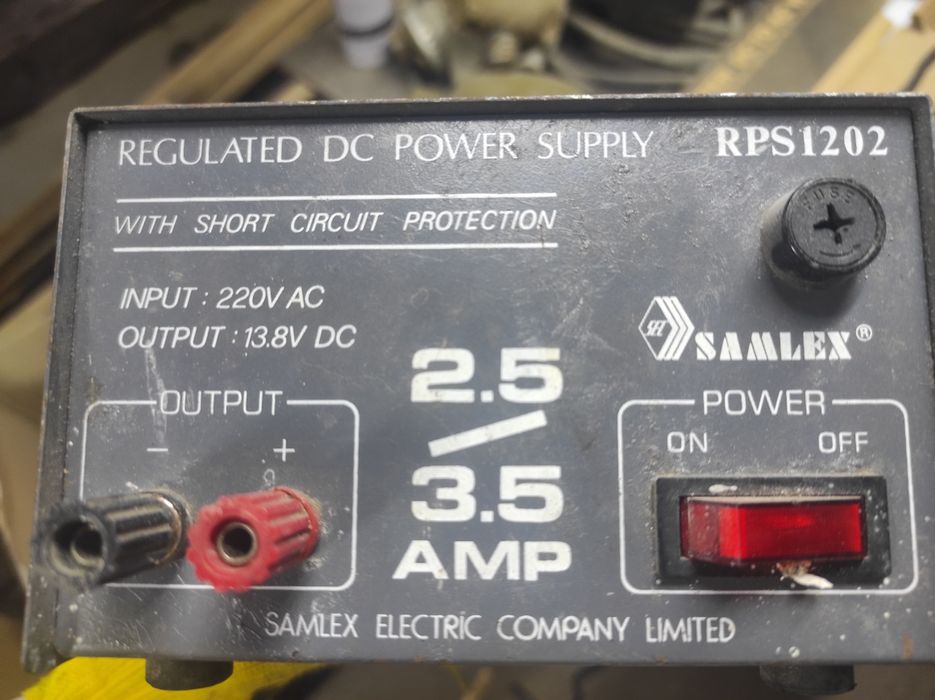 REGULATED DC POWER SUPPLY RPS1202
FUSE
WITH SHORT CIRCUIT PROTECTION
INPUT : 220V AC
OUTPUT : 13.8V DC
SAMLEX®
2.5
/
3.5
AMP
OUTPUT
- +
POWER
ON OFF
SAMLEX ELECTRIC COMPANY LIMITED